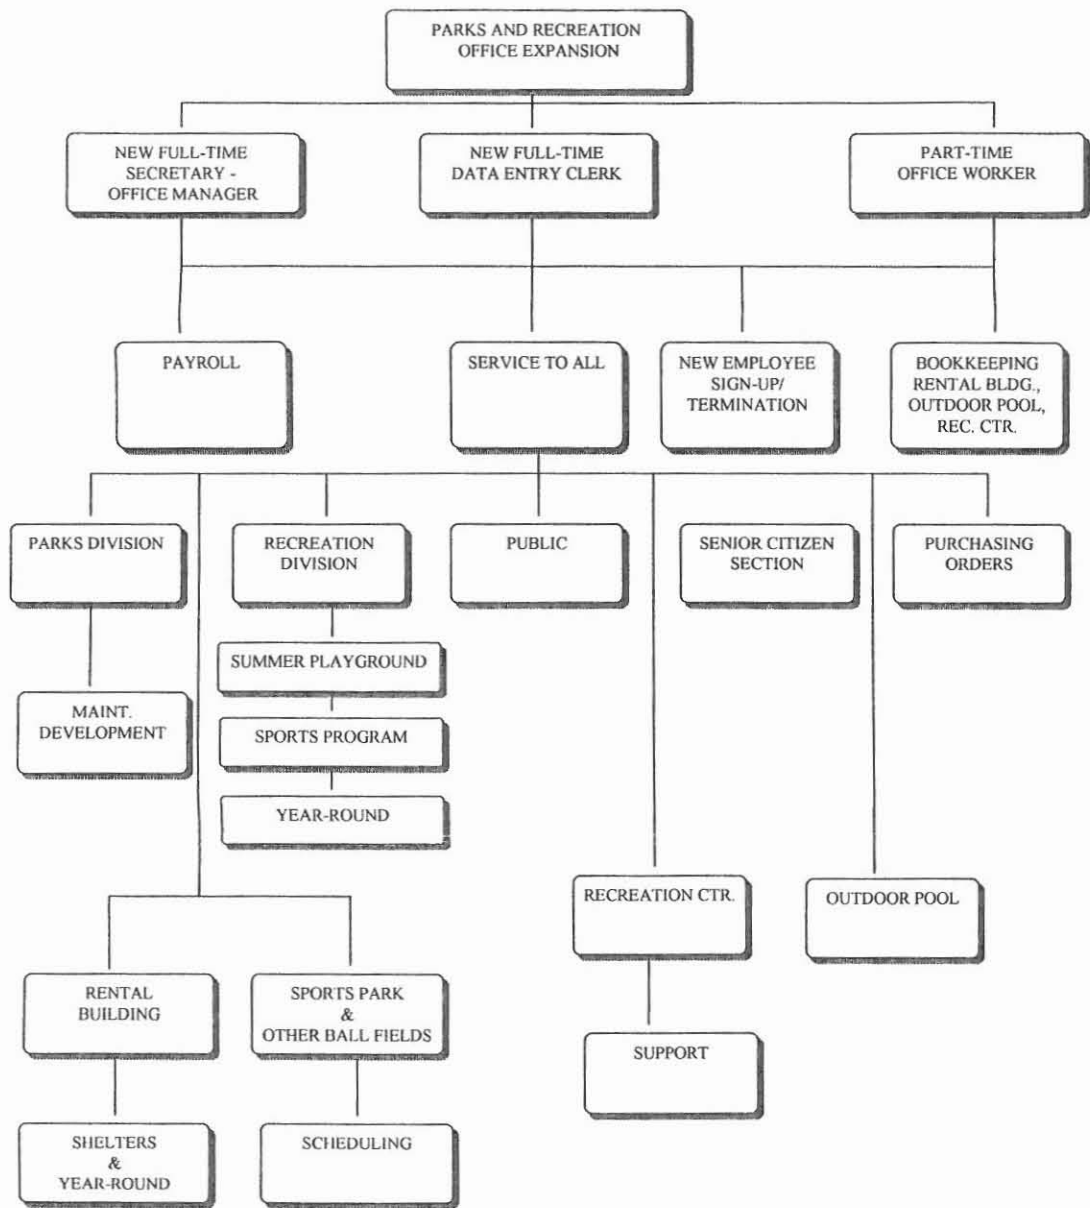 PARKS AND RECREATION
OFFICE EXPANSION
NEW FULL-TIME
SECRETARY -
OFFICE MANAGER
NEW FULL-TIME
DATA ENTRY CLERK
PART-TIME
OFFICE WORKER
PAYROLL
SERVICE TO ALL
NEW EMPLOYEE
SIGN-UP/
TERMINATION
BOOKKEEPING
RENTAL BLDG.,
OUTDOOR POOL,
REC. CTR.
PARKS DIVISION
RECREATION
DIVISION
PUBLIC
SENIOR CITIZEN
SECTION
PURCHASING
ORDERS
SUMMER PLAYGROUND
MAINT.
DEVELOPMENT
SPORTS PROGRAM
YEAR-ROUND
RECREATION CTR.
OUTDOOR POOL
RENTAL
BUILDING
SPORTS PARK
&
OTHER BALL FIELDS
SUPPORT
SHELTERS
&
YEAR-ROUND
SCHEDULING